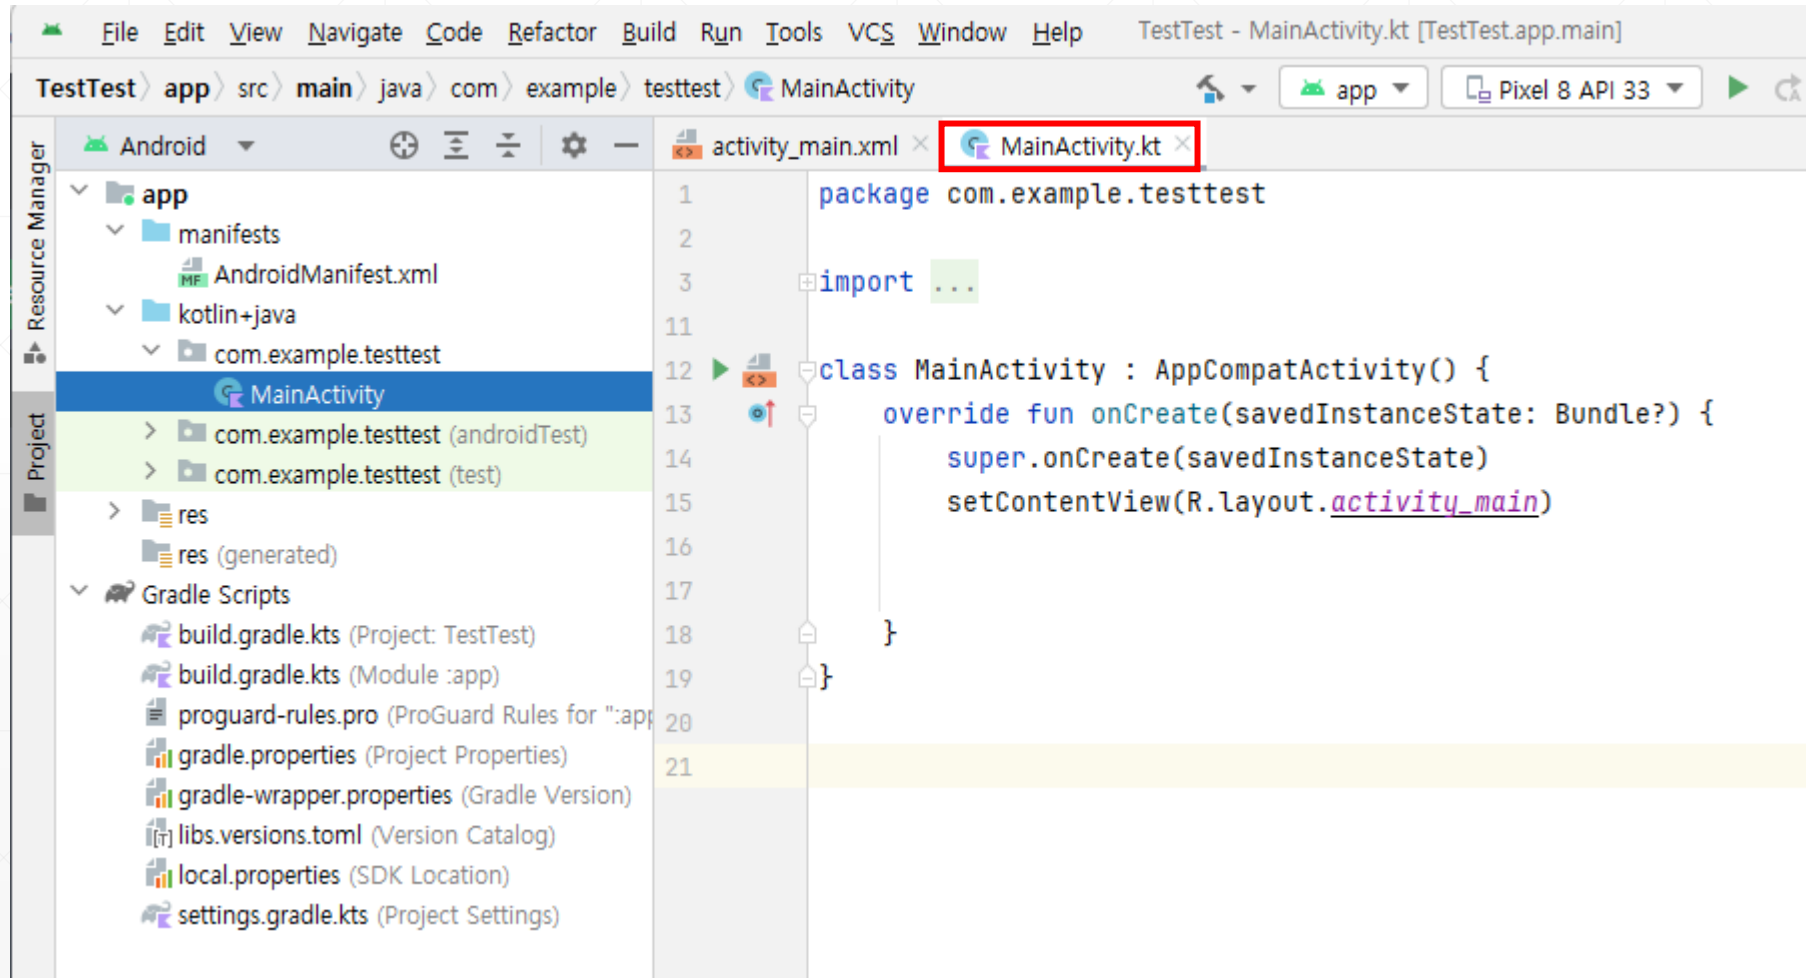 File Edit View Navigate Code Refactor Build Run Tools VCS Window Help TestTest - MainActivity.kt [TestTest.app.main]
TestTest app src main java com example testtest MainActivity app Pixel 8 API 33
Resource Manager
Project
Android
app
manifests
AndroidManifest.xml
kotlin+java
com.example.testtest
MainActivity
com.example.testtest (androidTest)
com.example.testtest (test)
res
res (generated)
Gradle Scripts
build.gradle.kts (Project: TestTest)
build.gradle.kts (Module :app)
proguard-rules.pro (ProGuard Rules for ":app
gradle.properties (Project Properties)
gradle-wrapper.properties (Gradle Version)
libs.versions.toml (Version Catalog)
local.properties (SDK Location)
settings.gradle.kts (Project Settings)
activity_main.xml MainActivity.kt
1 package com.example.testtest
2
3 import ...
11
12 class MainActivity : AppCompatActivity() {
13 override fun onCreate(savedInstanceState: Bundle?) {
14 super.onCreate(savedInstanceState)
15 setContentView(R.layout.activity_main)
16
17
18 }
19 }
20
21